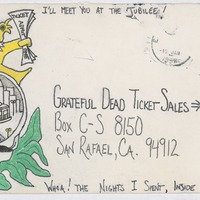 I'LL MEET YOU AT THE JUBILEE!
TICKET
GRATEFUL DEAD TICKET SALES →
BOX C-S 8150
SAN RAFAEL, CA. 94912
WHOA! THE NIGHTS I SPENT, INSIDE